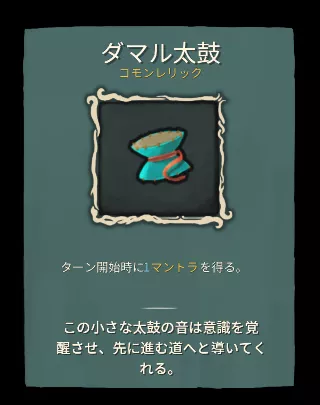 ダマル太鼓
コモンレリック
ターン開始時に1マントラを得る。
この小さな太鼓の音は意識を覚
醒させ、先に進む道へと導いてく
れる。